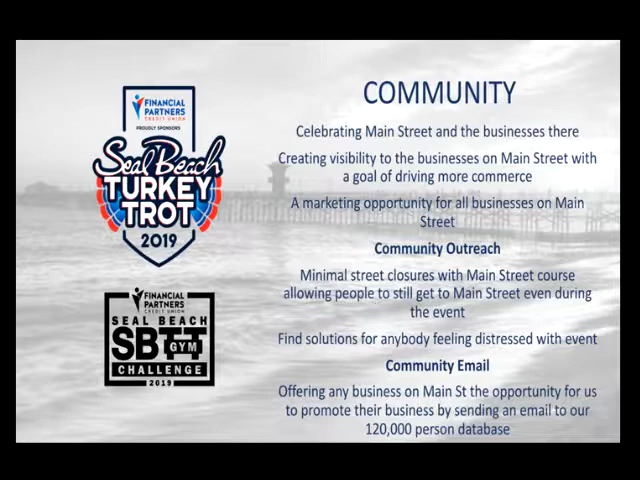 FINANCIAL
PARTNERS
CREDIT UNION
PROUDLY SPONSORS
Seal Beach
TURKEY
TROT
2019
FINANCIAL
PARTNERS
CREDIT UNION
SEAL BEACH
SBTT
GYM
CHALLENGE
2019
COMMUNITY
Celebrating Main Street and the businesses there
Creating visibility to the businesses on Main Street with
a goal of driving more commerce
A marketing opportunity for all businesses on Main
Street
Community Outreach
Minimal street closures with Main Street course
allowing people to still get to Main Street even during
the event
Find solutions for anybody feeling distressed with event
Community Email
Offering any business on Main St the opportunity for us
to promote their business by sending an email to our
120,000 person database